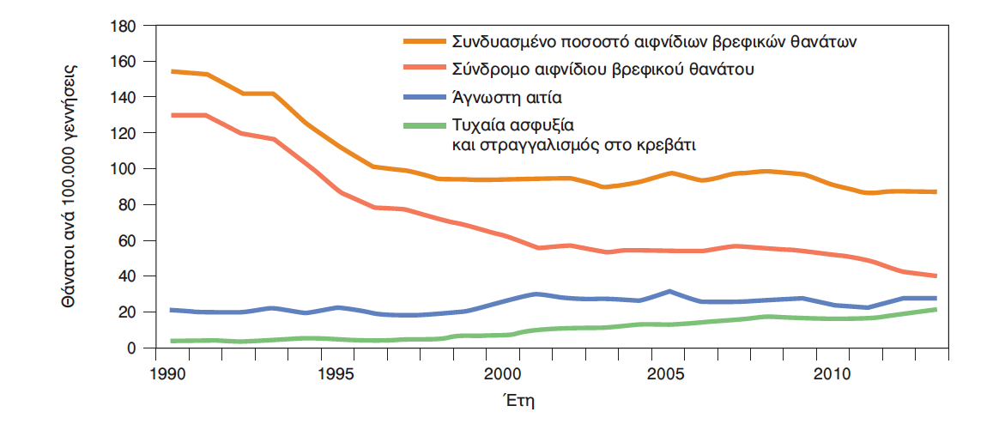 180
160
140
120
100
80
60
40
20
0
Θάνατοι ανά 100.000 γεννήσεις
Συνδυασμένο ποσοστό αιφνίδιων βρεφικών θανάτων
Σύνδρομο αιφνίδιου βρεφικού θανάτου
Άγνωστη αιτία
Τυχαία ασφυξία
και στραγγαλισμός στο κρεβάτι
1990 1995 2000 2005 2010
Έτη